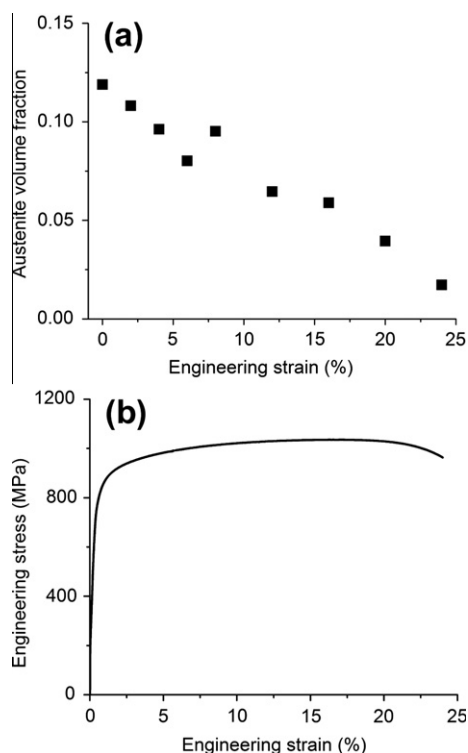 (a)
Austenite volume fraction
0.15
0.10
0.05
0.00
0 5 10 15 20 25
Engineering strain (%)
(b)
Engineering stress (MPa)
1200
800
400
0
0 5 10 15 20 25
Engineering strain (%)